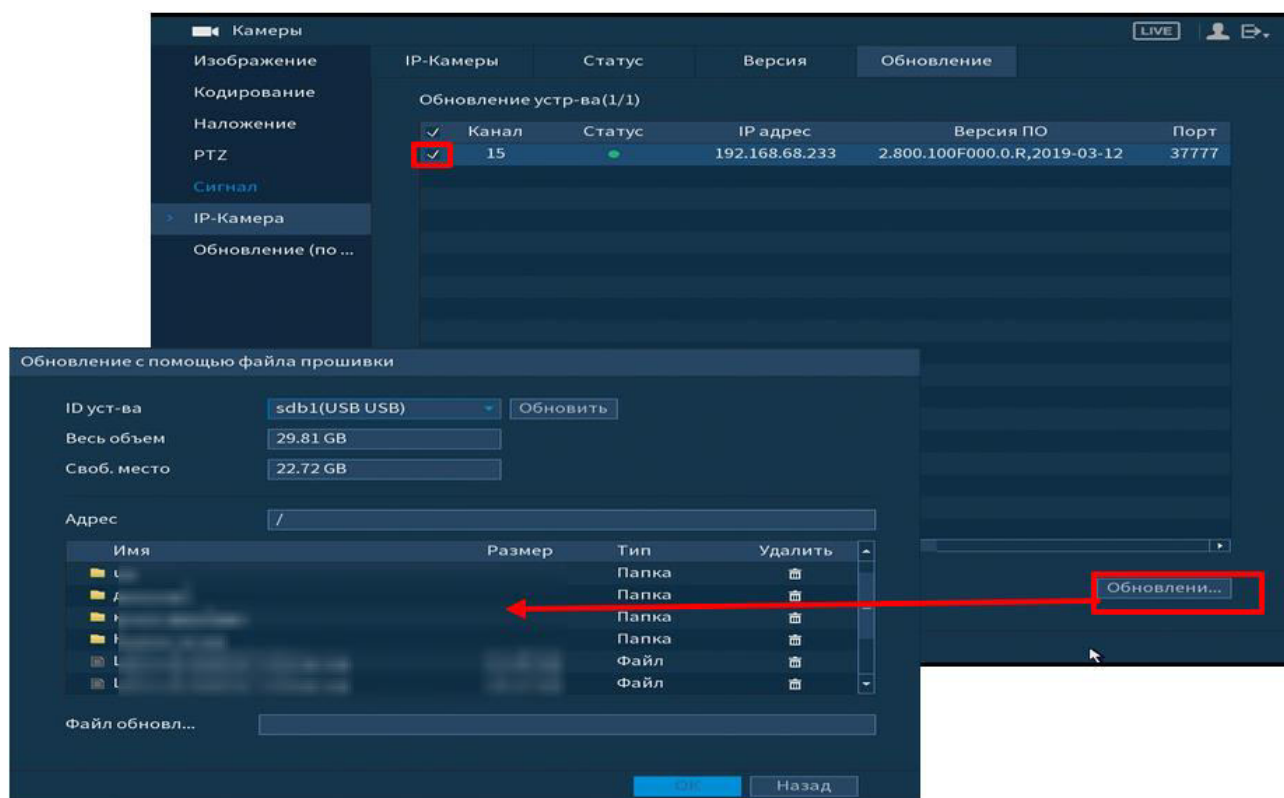 Камеры
LIVE
Изображение
Кодирование
Наложение
PTZ
Сигнал
IP-Камера
Обновление (по ...
IP-Камеры Статус Версия Обновление
Обновление устр-ва(1/1)
Канал Статус IP адрес Версия ПО Порт
15 192.168.68.233 2.800.100F000.0.R,2019-03-12 37777
Обновлени...
Обновление с помощью файла прошивки
ID уст-ва sdb1(USB USB) Обновить
Весь объем 29.81 GB
Своб. место 22.72 GB
Адрес /
Имя Размер Тип Удалить
Папка
Папка
Папка
Папка
Файл
Файл
Файл обновл...
OK Назад